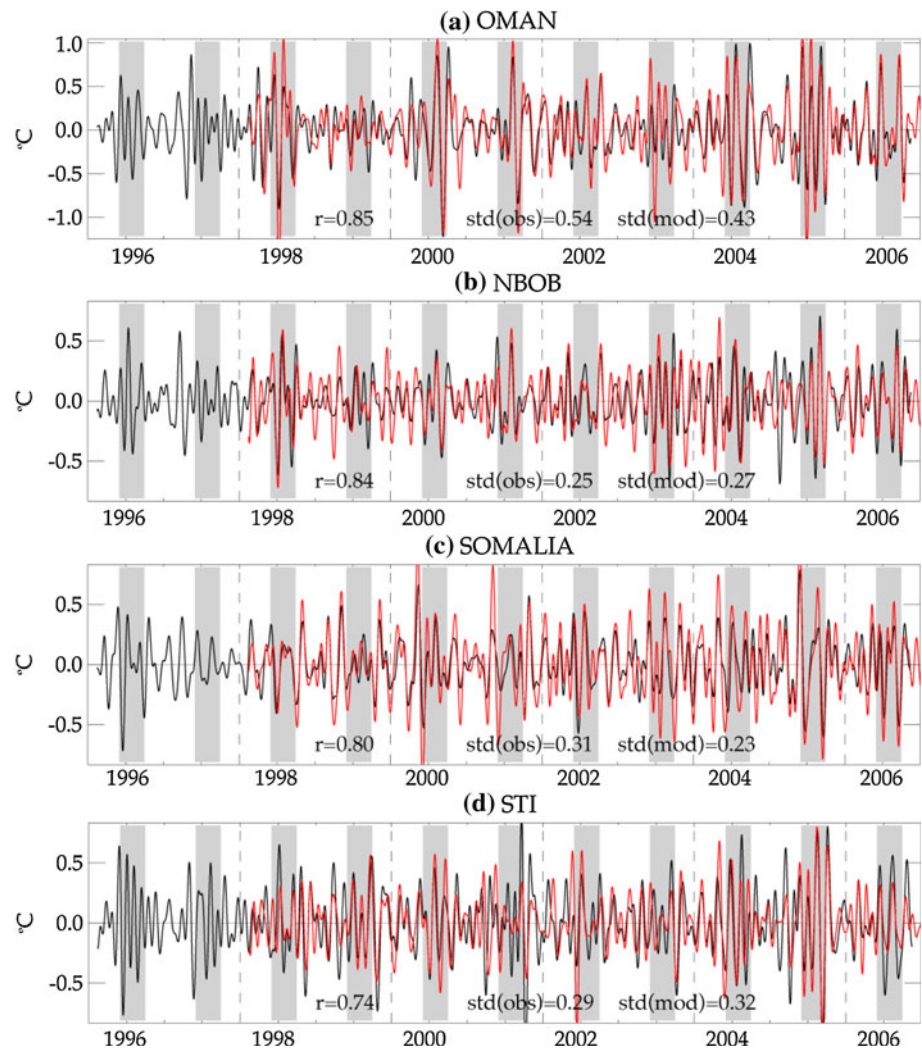 (a) OMAN
1.0
0.5
0.0
-0.5
-1.0
°C
r=0.85 std(obs)=0.54 std(mod)=0.43
1996 1998 2000 2002 2004 2006
(b) NBOB
0.5
0.0
-0.5
°C
r=0.84 std(obs)=0.25 std(mod)=0.27
1996 1998 2000 2002 2004 2006
(c) SOMALIA
0.5
0.0
-0.5
°C
r=0.80 std(obs)=0.31 std(mod)=0.23
1996 1998 2000 2002 2004 2006
(d) STI
0.5
0.0
-0.5
°C
r=0.74 std(obs)=0.29 std(mod)=0.32
1996 1998 2000 2002 2004 2006